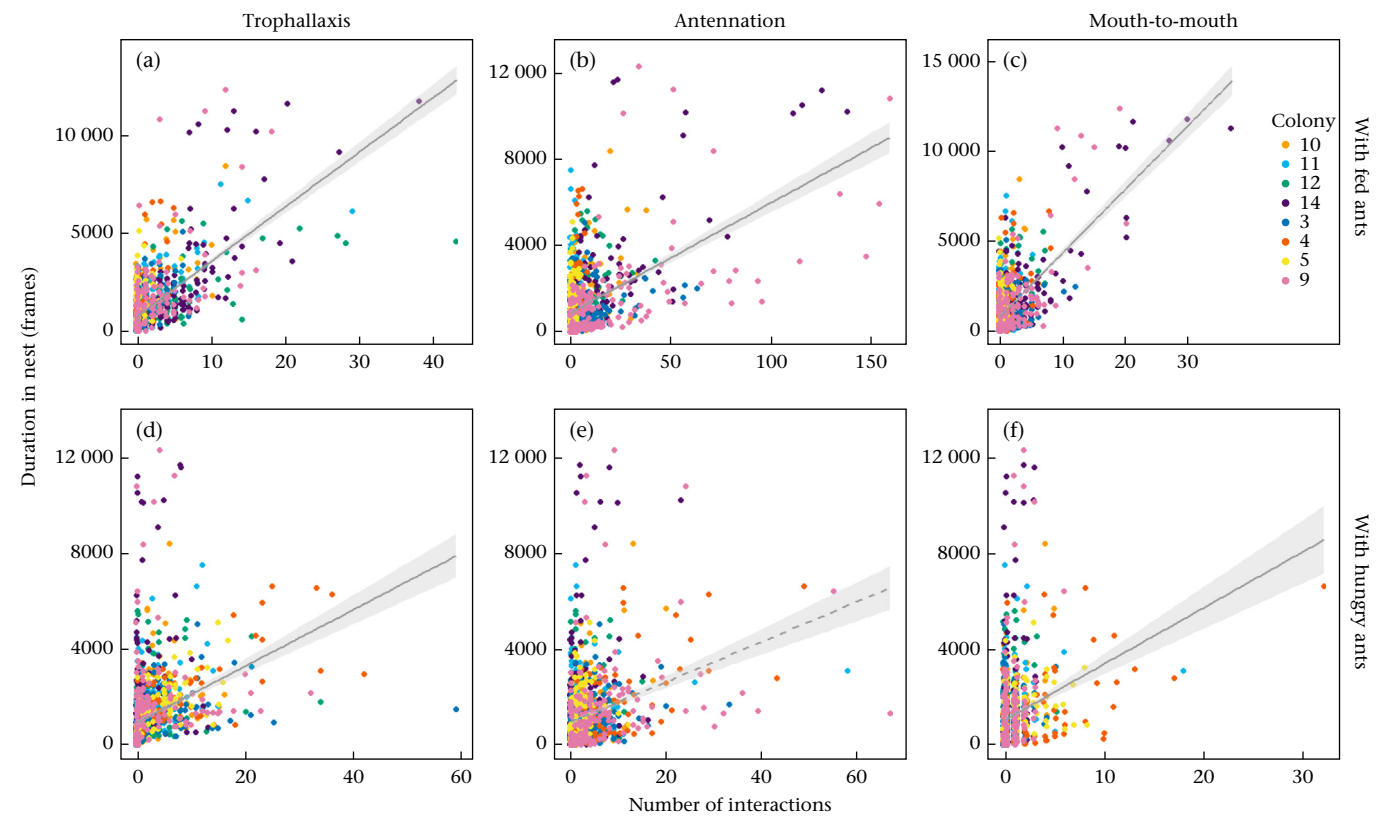 Trophallaxis
Antennation
Mouth-to-mouth
(a)
(b)
(c)
10 000
5000
0
12 000
8000
4000
0
15 000
10 000
5000
0
0 10 20 30 40
0 50 100 150
0 10 20 30
Colony
10
11
12
14
3
4
5
9
With fed ants
Duration in nest (frames)
(d)
(e)
(f)
12 000
8000
4000
0
12 000
8000
4000
0
12 000
8000
4000
0
0 20 40 60
0 20 40 60
0 10 20 30
With hungry ants
Number of interactions